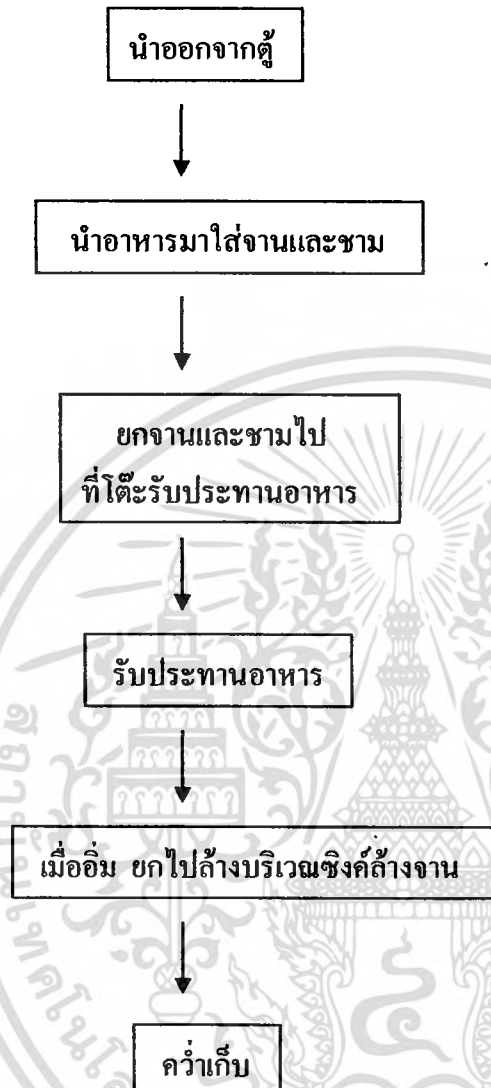 นำออกจากตู้
นำอาหารมาใส่จานและชาม
ยกจานและชามไป
ที่โต๊ะรับประทานอาหาร
รับประทานอาหาร
เมื่ออิ่ม ยกไปล้างบริเวณซิงค์ล้างจาน
คว่ำเก็บ